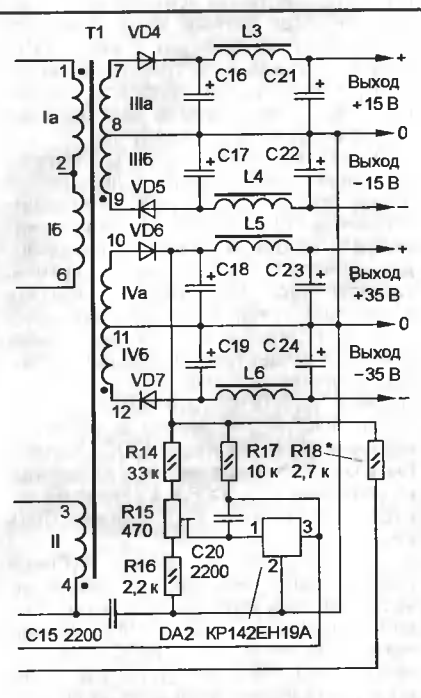 T1 VD4 L3
1 7 + +
C16 C21 Выход
Iа IIIа + + +15 В
8 0
2 IIIб C17 C22 Выход
+ + −15 В
L4
9 VD5 −
VD6 L5
Iб 10 +
C18 C23 Выход
6 IVа + + +35 В
11 0
IVб C19 C24 Выход
+ + −35 В
VD7 L6
12 −
R14 R17 R18*
33 к 10 к 2,7 к
3 R15 1 3
470
II C20 2
R16 2200
4 2,2 к
C15 2200 DA2 КР142ЕН19А